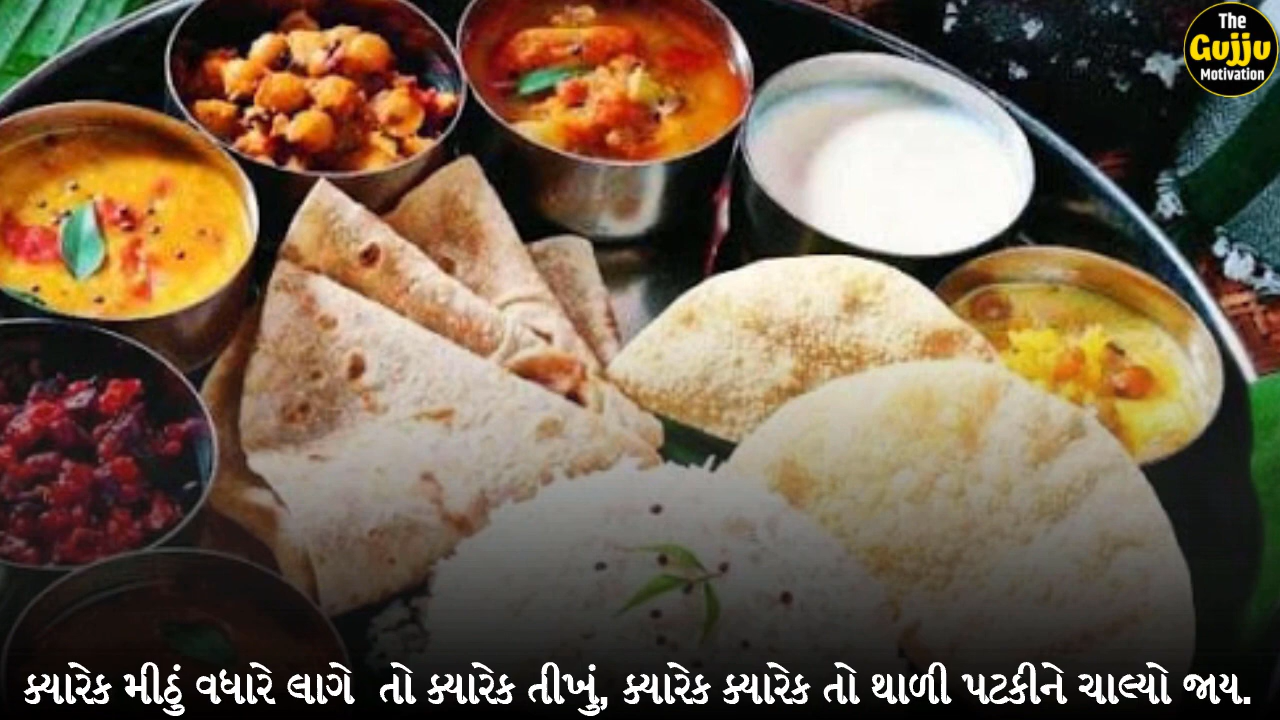 The
Gujju
Motivation
ક્યારેક મીઠું વધારે લાગે તો ક્યારેક તીખું, ક્યારેક ક્યારેક તો થાળી પટકીને ચાલ્યો જાય.